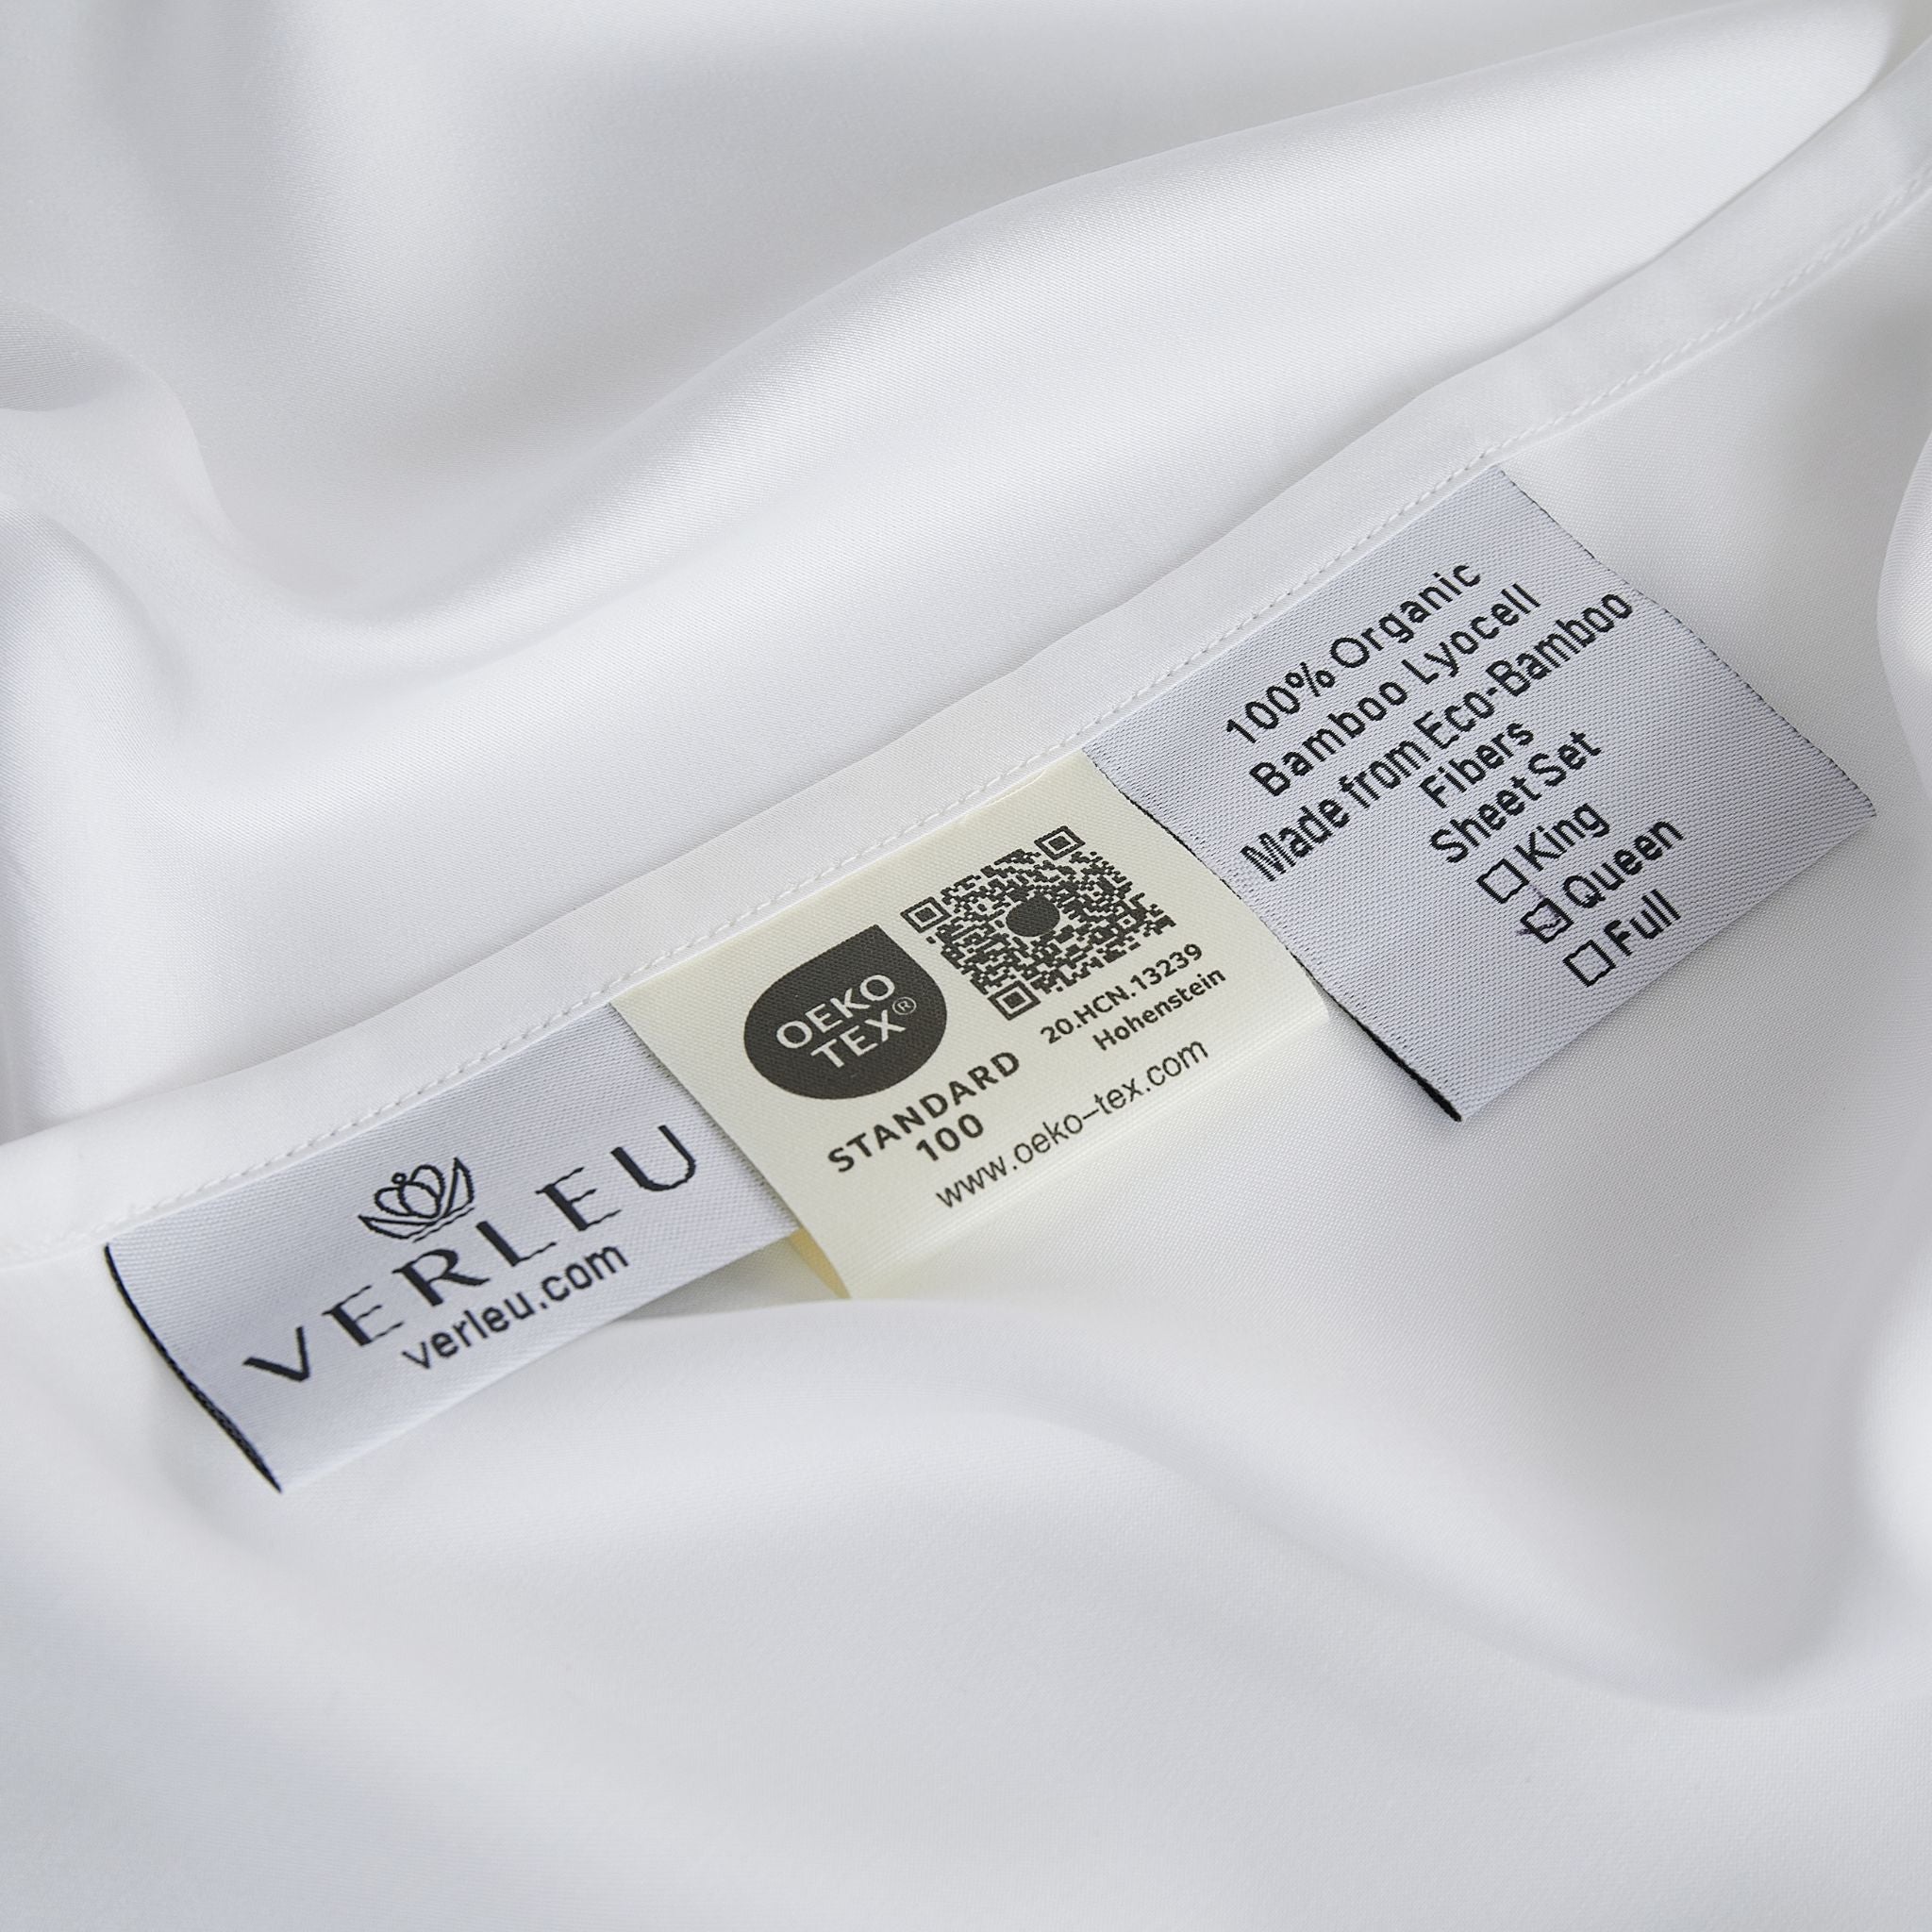 VERLEU
verleu.com
OEKO
TEX®
STANDARD
100
20.HCN.13239
Hohenstein
www.oeko-tex.com
100% Organic
Bamboo Lyocell
Made from Eco-Bamboo
Fibers
Sheet Set
☐ King
☑ Queen
☐ Full